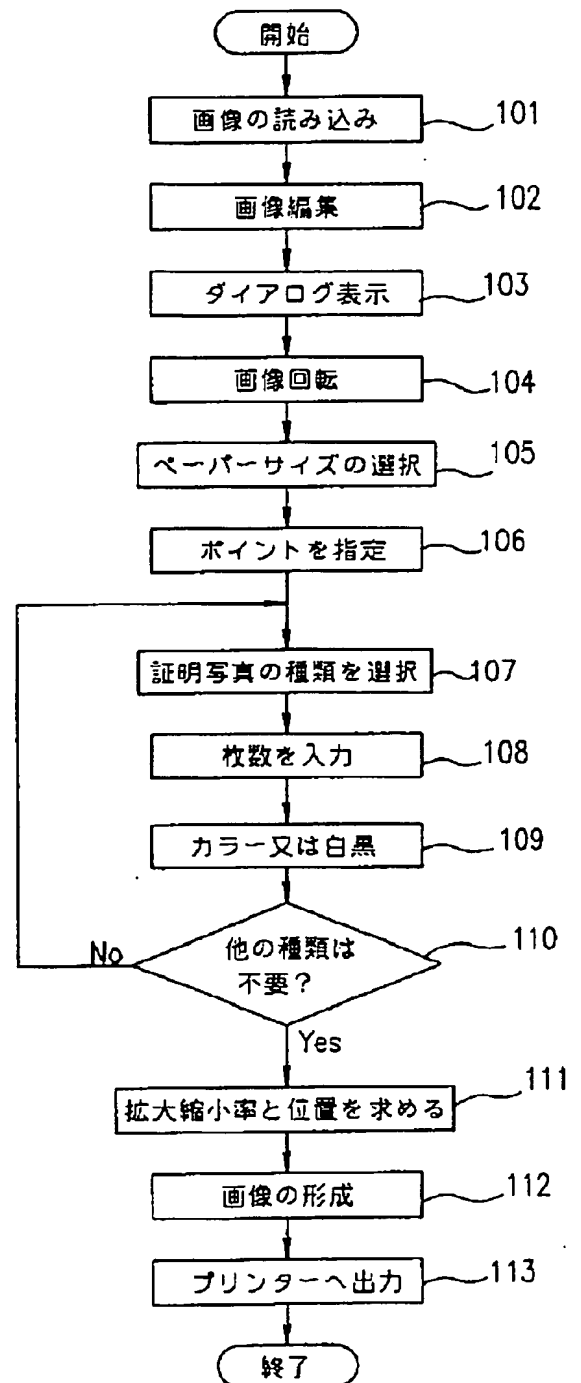 開始
画像の読み込み
101
画像編集
102
ダイアログ表示
103
画像回転
104
ペーパーサイズの選択
105
ポイントを指定
106
証明写真の種類を選択
107
枚数を入力
108
カラー又は白黒
109
他の種類は
不要?
110
No
Yes
拡大縮小率と位置を求める
111
画像の形成
112
プリンターへ出力
113
終了